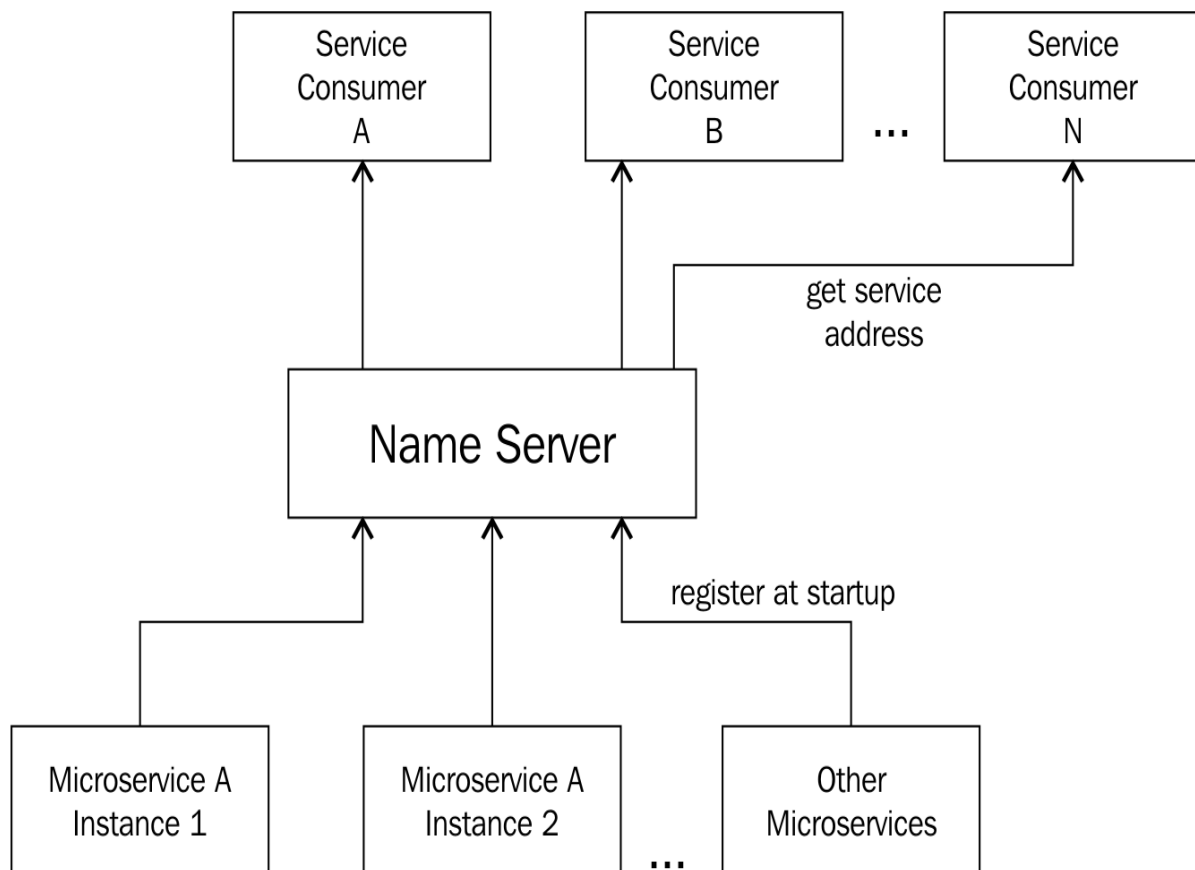 Service
Consumer
A
Service
Consumer
B
...
Service
Consumer
N
get service
address
Name Server
register at startup
Microservice A
Instance 1
Microservice A
Instance 2
...
Other
Microservices